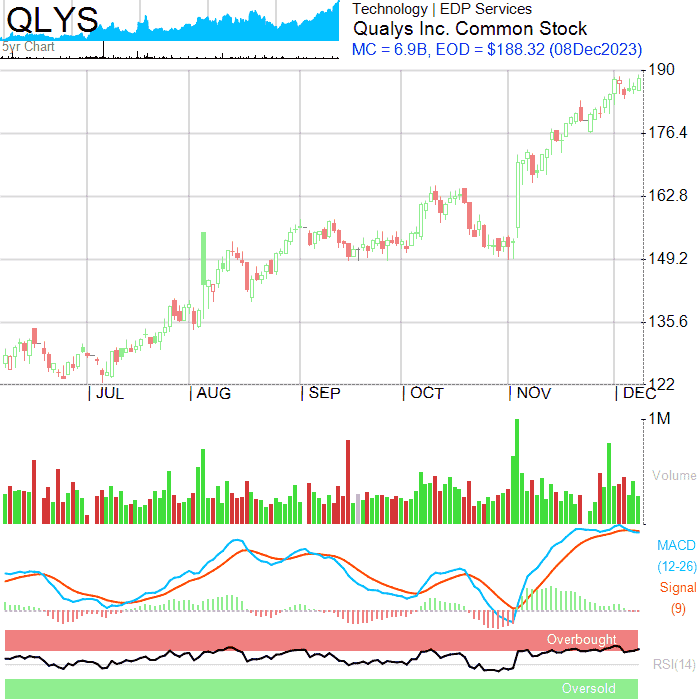 QLYS
5yr Chart
Technology | EDP Services
Qualys Inc. Common Stock
MC = 6.9B, EOD = $188.32 (08Dec2023)
190
176.4
162.8
149.2
135.6
122
JUL AUG SEP OCT NOV DEC
1M
Volume
MACD
(12-26)
Signal
(9)
Overbought
RSI(14)
Oversold